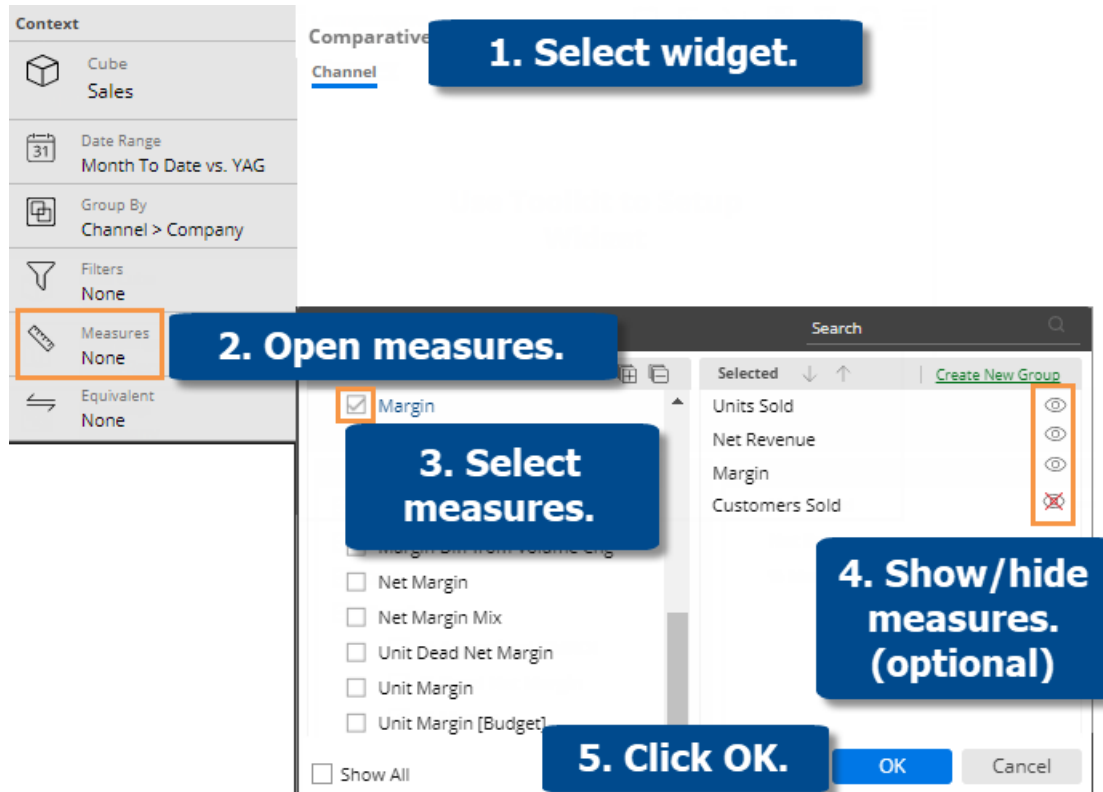 Context
Cube
Sales
Date Range
31
Month To Date vs. YAG
Group By
Channel > Company
Filters
None
Measures
None
Equivalent
None
Comparative
1. Select widget.
Channel
2. Open measures.
Search
Selected
Create New Group
Margin
3. Select
measures.
Net Margin
Net Margin Mix
Unit Dead Net Margin
Unit Margin
Unit Margin [Budget]
Show All
Units Sold
Net Revenue
Margin
Customers Sold
4. Show/hide
measures.
(optional)
5. Click OK.
OK
Cancel